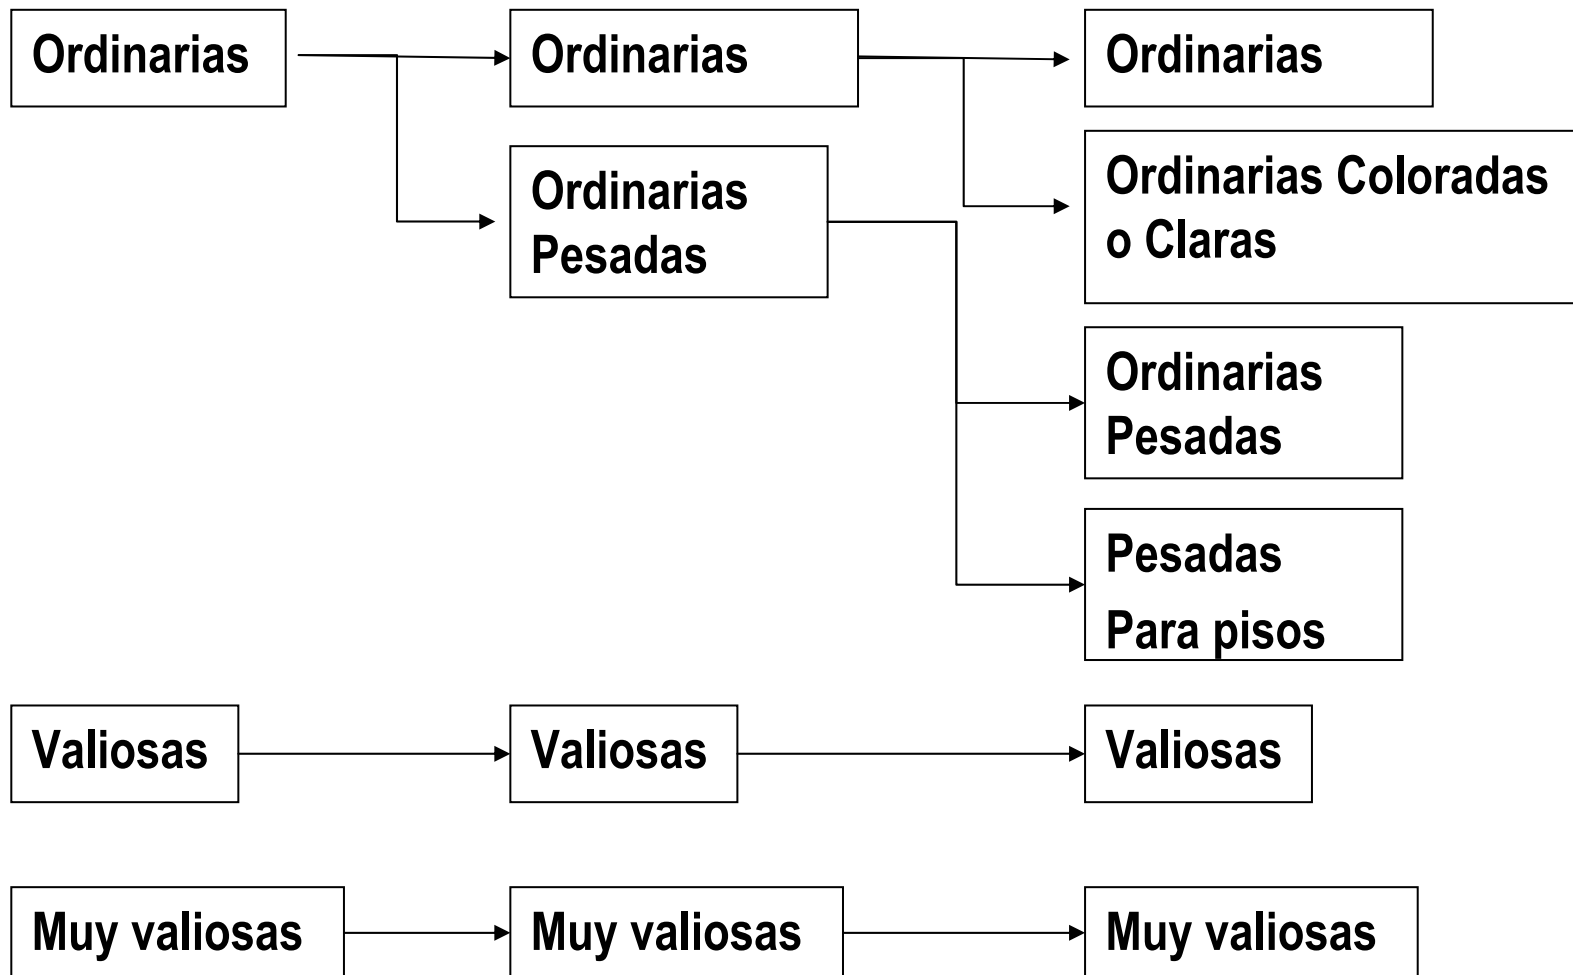 Ordinarias
Ordinarias
Ordinarias
Ordinarias
Pesadas
Ordinarias Coloradas
o Claras
Ordinarias
Pesadas
Pesadas
Para pisos
Valiosas
Valiosas
Valiosas
Muy valiosas
Muy valiosas
Muy valiosas